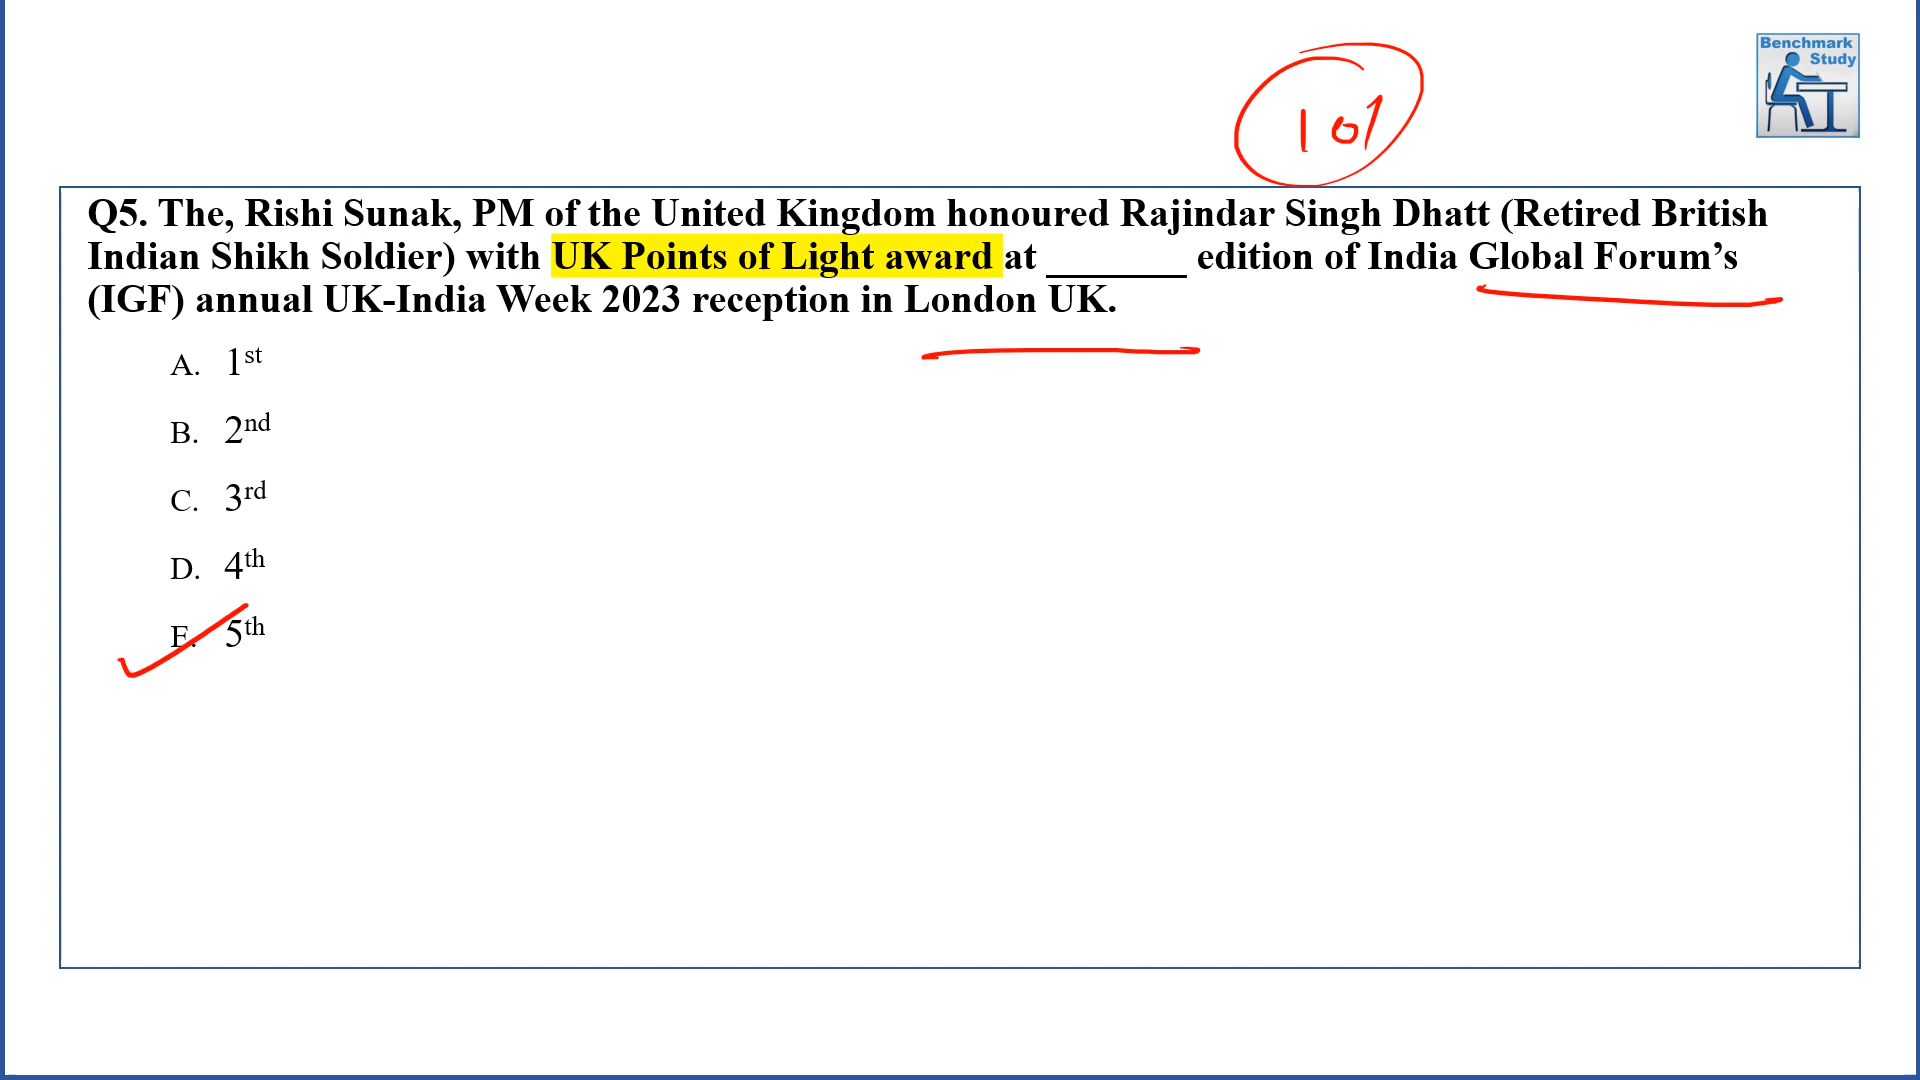 Benchmark
Study
101
Q5. The, Rishi Sunak, PM of the United Kingdom honoured Rajindar Singh Dhatt (Retired British
Indian Shikh Soldier) with UK Points of Light award at _______ edition of India Global Forum’s
(IGF) annual UK-India Week 2023 reception in London UK.
A. 1st
B. 2nd
C. 3rd
D. 4th
E. 5th